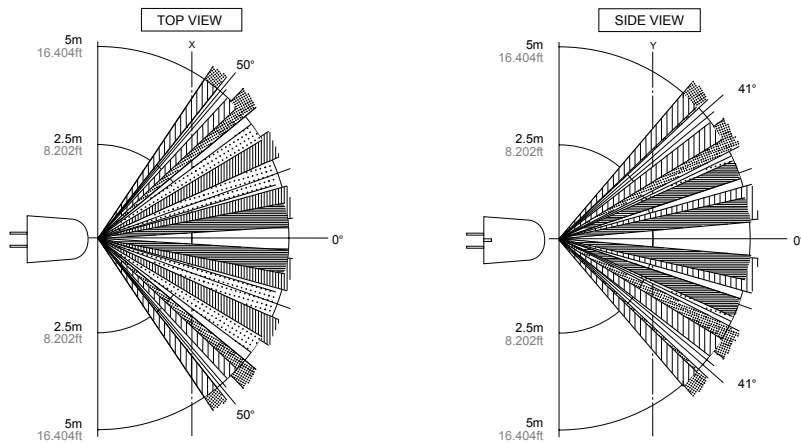 TOP VIEW
5m
16.404ft
X
50°
2.5m
8.202ft
0°
2.5m
8.202ft
50°
5m
16.404ft
SIDE VIEW
5m
16.404ft
Y
41°
2.5m
8.202ft
0°
2.5m
8.202ft
41°
5m
16.404ft